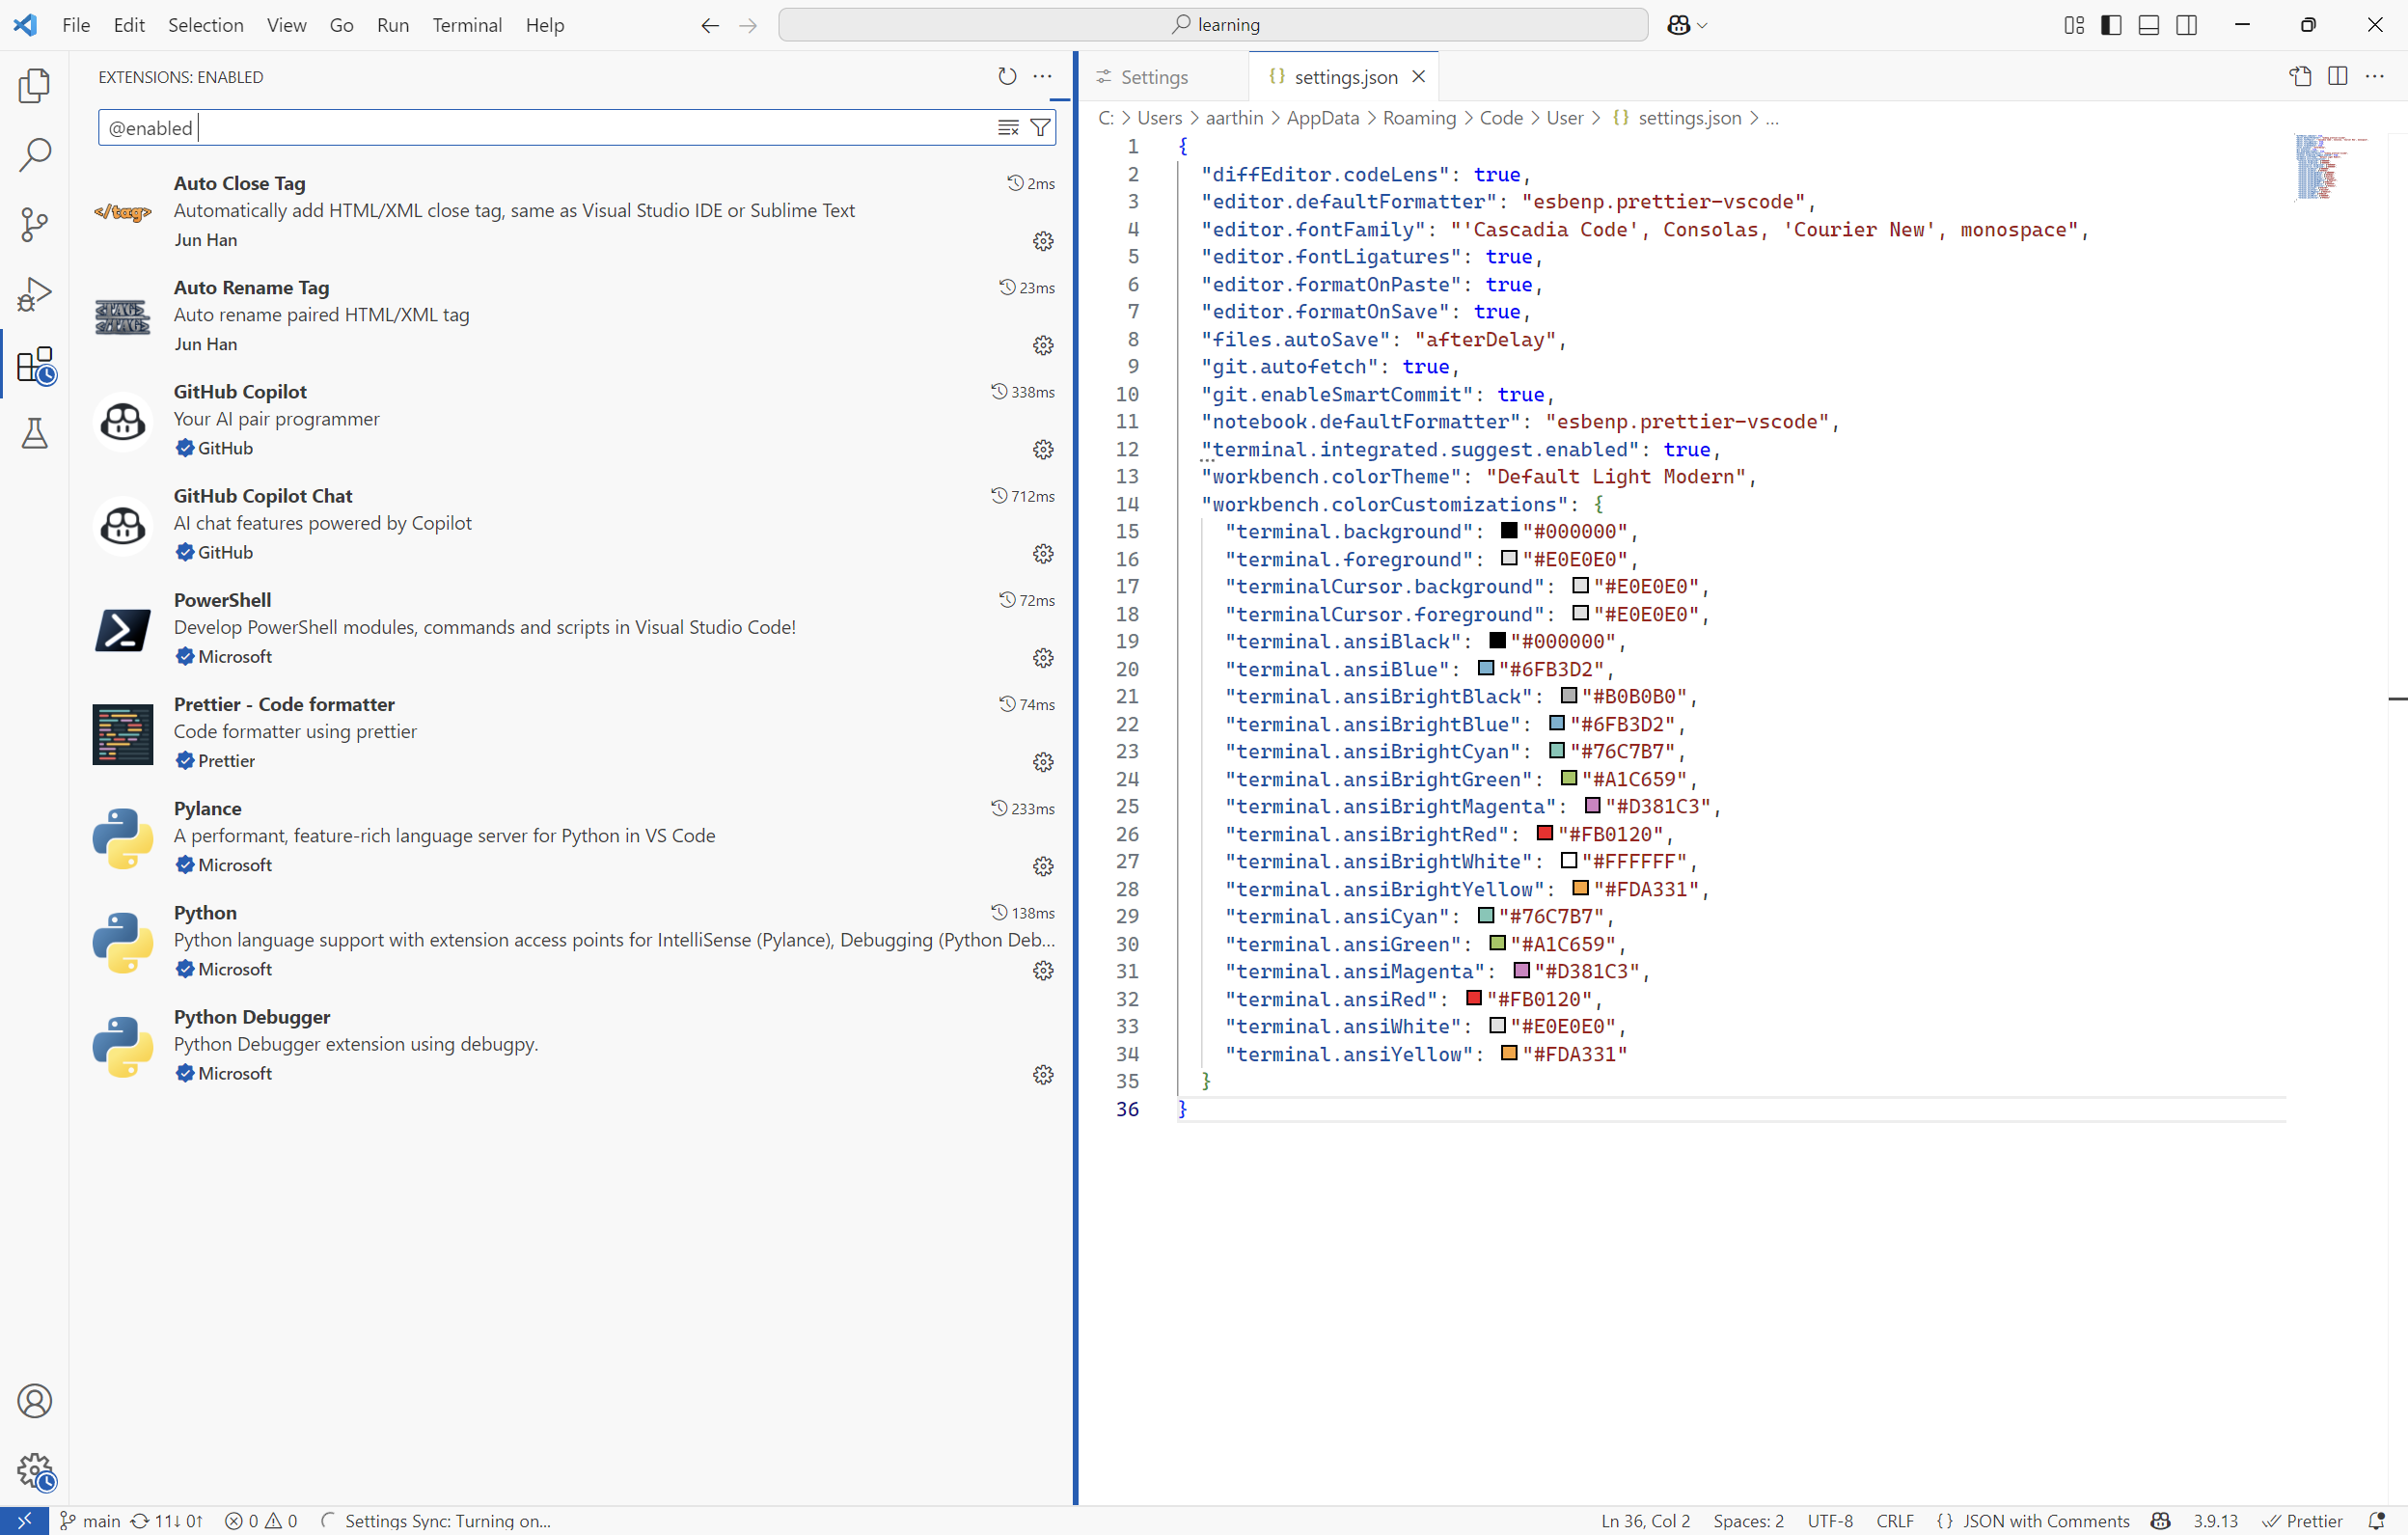 File Edit Selection View Go Run Terminal Help
learning
EXTENSIONS: ENABLED
@enabled
Auto Close Tag 2ms
Automatically add HTML/XML close tag, same as Visual Studio IDE or Sublime Text
Jun Han
Auto Rename Tag 23ms
Auto rename paired HTML/XML tag
Jun Han
GitHub Copilot 338ms
Your AI pair programmer
GitHub
GitHub Copilot Chat 712ms
AI chat features powered by Copilot
GitHub
PowerShell 72ms
Develop PowerShell modules, commands and scripts in Visual Studio Code!
Microsoft
Prettier - Code formatter 74ms
Code formatter using prettier
Prettier
Pylance 233ms
A performant, feature-rich language server for Python in VS Code
Microsoft
Python 138ms
Python language support with extension access points for IntelliSense (Pylance), Debugging (Python Deb...
Microsoft
Python Debugger
Python Debugger extension using debugpy.
Microsoft
</tag>
Settings settings.json
C: > Users > aarthin > AppData > Roaming > Code > User > {} settings.json > ...
1 {
2 "diffEditor.codeLens": true,
3 "editor.defaultFormatter": "esbenp.prettier-vscode",
4 "editor.fontFamily": "'Cascadia Code', Consolas, 'Courier New', monospace",
5 "editor.fontLigatures": true,
6 "editor.formatOnPaste": true,
7 "editor.formatOnSave": true,
8 "files.autoSave": "afterDelay",
9 "git.autofetch": true,
10 "git.enableSmartCommit": true,
11 "notebook.defaultFormatter": "esbenp.prettier-vscode",
12 "terminal.integrated.suggest.enabled": true,
13 "workbench.colorTheme": "Default Light Modern",
14 "workbench.colorCustomizations": {
15 "terminal.background": "#000000",
16 "terminal.foreground": "#E0E0E0",
17 "terminalCursor.background": "#E0E0E0",
18 "terminalCursor.foreground": "#E0E0E0",
19 "terminal.ansiBlack": "#000000",
20 "terminal.ansiBlue": "#6FB3D2",
21 "terminal.ansiBrightBlack": "#B0B0B0",
22 "terminal.ansiBrightBlue": "#6FB3D2",
23 "terminal.ansiBrightCyan": "#76C7B7",
24 "terminal.ansiBrightGreen": "#A1C659",
25 "terminal.ansiBrightMagenta": "#D381C3",
26 "terminal.ansiBrightRed": "#FB0120",
27 "terminal.ansiBrightWhite": "#FFFFFF",
28 "terminal.ansiBrightYellow": "#FDA331",
29 "terminal.ansiCyan": "#76C7B7",
30 "terminal.ansiGreen": "#A1C659",
31 "terminal.ansiMagenta": "#D381C3",
32 "terminal.ansiRed": "#FB0120",
33 "terminal.ansiWhite": "#E0E0E0",
34 "terminal.ansiYellow": "#FDA331"
35 }
36 }
main 11↓ 0↑ 0 0 Settings Sync: Turning on... Ln 36, Col 2 Spaces: 2 UTF-8 CRLF {} JSON with Comments 3.9.13 Prettier